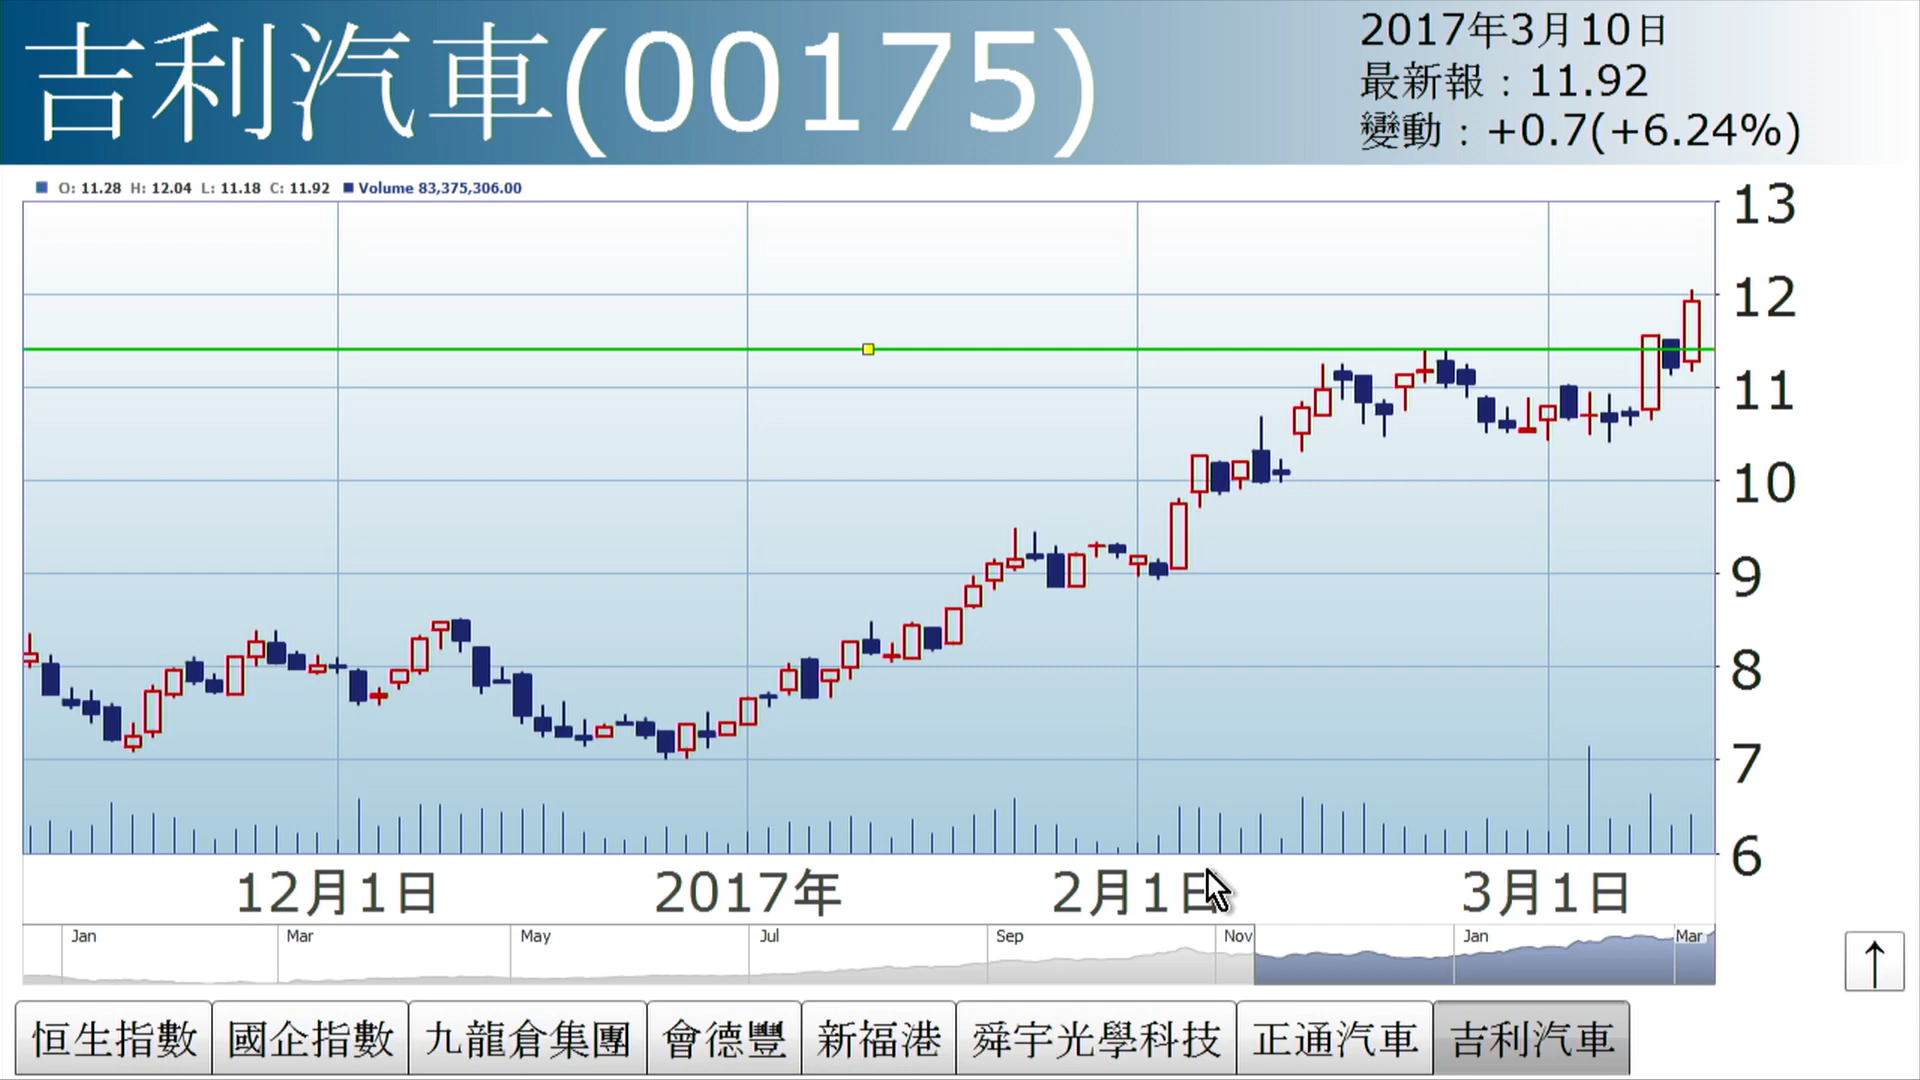 吉利汽車(00175)
2017年3月10日
最新報：11.92
變動：+0.7(+6.24%)
O: 11.28 H: 12.04 L: 11.18 C: 11.92 Volume 83,375,306.00
13
12
11
10
9
8
7
6
12月1日 2017年 2月1日 3月1日
Jan Mar May Jul Sep Nov Jan Mar
恒生指數 國企指數 九龍倉集團 會德豐 新福港 舜宇光學科技 正通汽車 吉利汽車